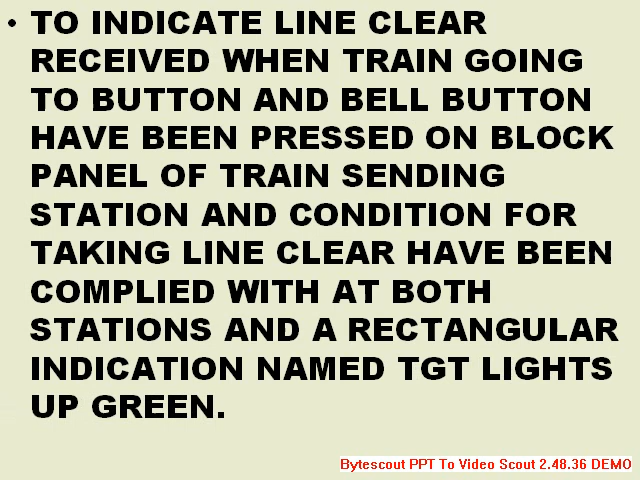 • TO INDICATE LINE CLEAR
RECEIVED WHEN TRAIN GOING
TO BUTTON AND BELL BUTTON
HAVE BEEN PRESSED ON BLOCK
PANEL OF TRAIN SENDING
STATION AND CONDITION FOR
TAKING LINE CLEAR HAVE BEEN
COMPLIED WITH AT BOTH
STATIONS AND A RECTANGULAR
INDICATION NAMED TGT LIGHTS
UP GREEN.
Bytescout PPT To Video Scout 2.48.36 DEMO